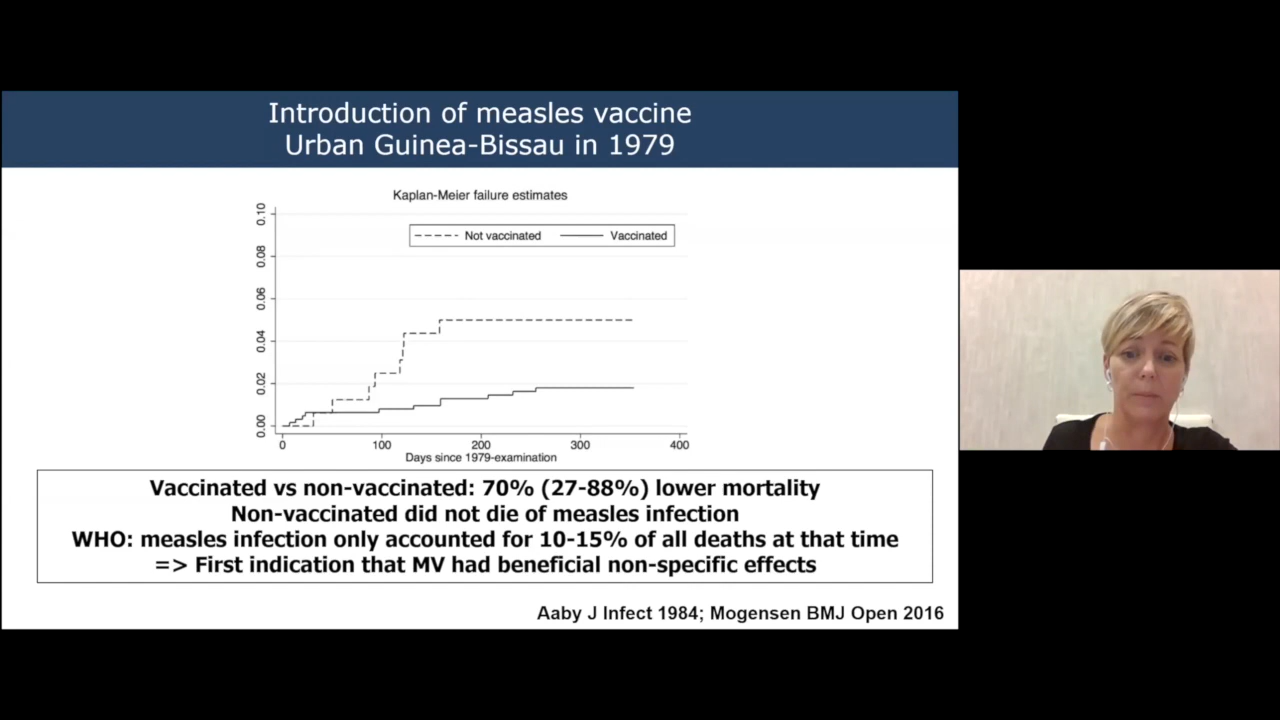 Introduction of measles vaccine
Urban Guinea-Bissau in 1979
Kaplan-Meier failure estimates
0.10
0.08
0.06
0.04
0.02
0.00
Not vaccinated
Vaccinated
0
100
200
300
400
Days since 1979-examination
Vaccinated vs non-vaccinated: 70% (27-88%) lower mortality
Non-vaccinated did not die of measles infection
WHO: measles infection only accounted for 10-15% of all deaths at that time
=> First indication that MV had beneficial non-specific effects
Aaby J Infect 1984; Mogensen BMJ Open 2016